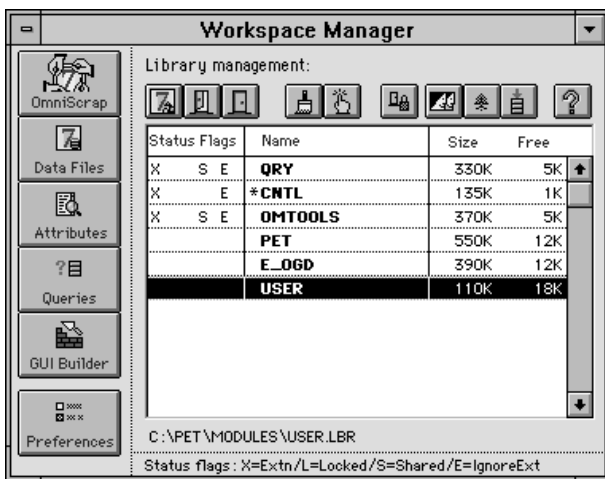 Workspace Manager
OmniScrap
Data Files
Attributes
Queries
GUI Builder
Preferences
Library management:
Status Flags Name Size Free
X S E QRY 330K 5K
X E *CNTL 135K 1K
X S E OMTOOLS 370K 5K
PET 550K 12K
E_OGD 390K 12K
USER 110K 18K
C:\PET\MODULES\USER.LBR
Status flags: X=Extn/L=Locked/S=Shared/E=IgnoreExt